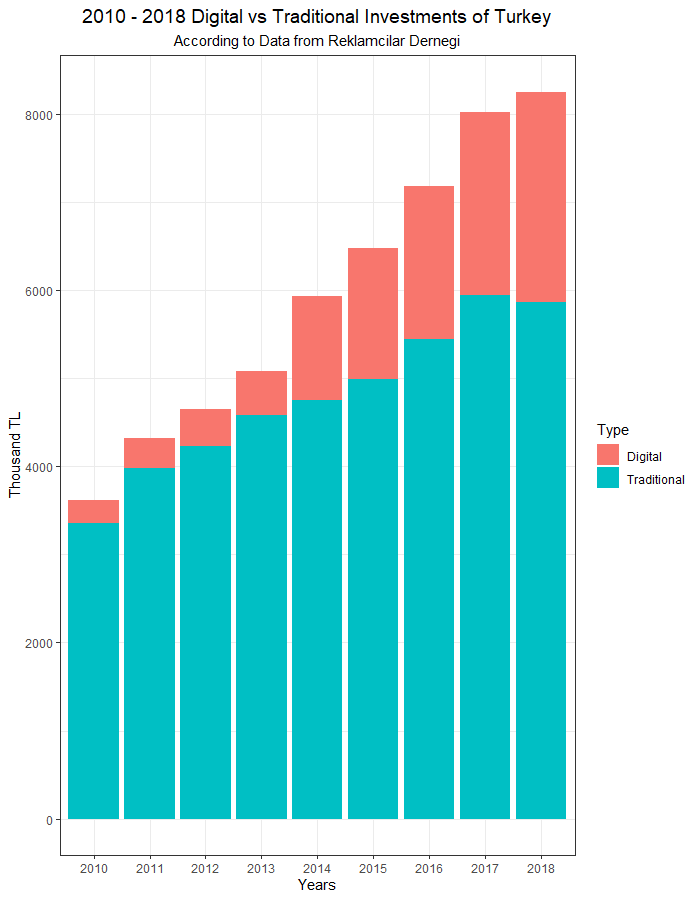 2010 - 2018 Digital vs Traditional Investments of Turkey
According to Data from Reklamcilar Dernegi
Thousand TL
8000
6000
4000
2000
0
2010 2011 2012 2013 2014 2015 2016 2017 2018
Years
Type
Digital
Traditional